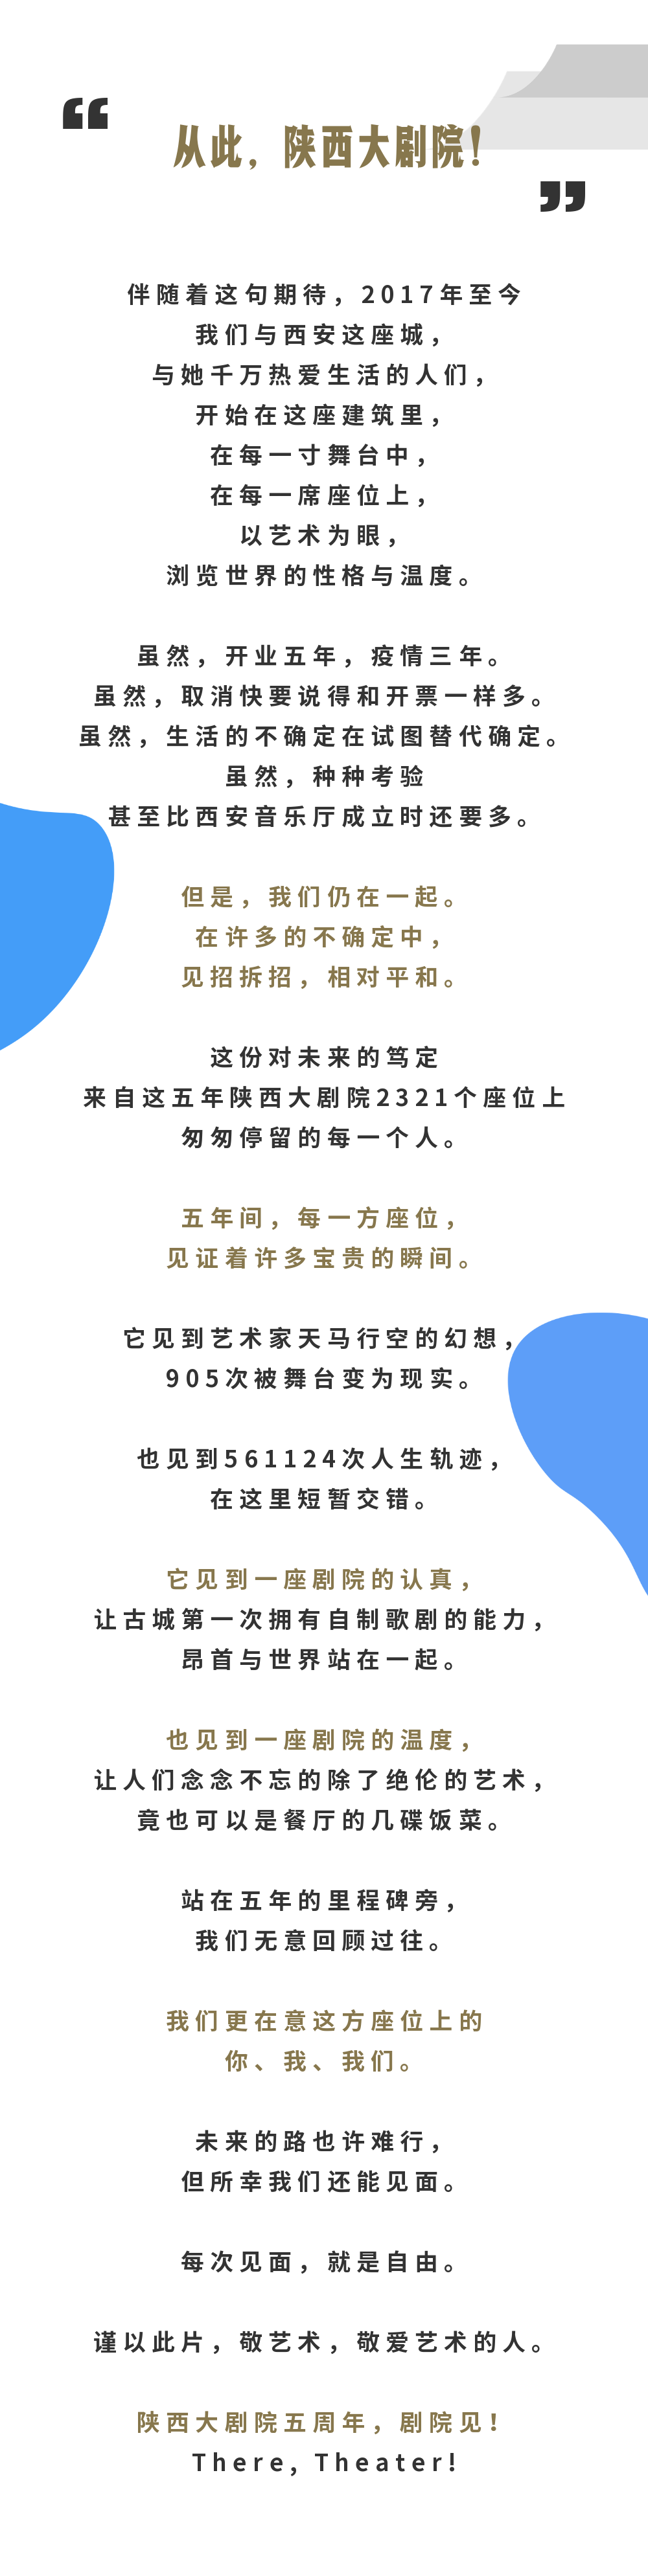 “
从此，陕西大剧院！
”
伴随着这句期待，2017年至今
我们与西安这座城，
与她千万热爱生活的人们，
开始在这座建筑里，
在每一寸舞台中，
在每一席座位上，
以艺术为眼，
浏览世界的性格与温度。
虽然，开业五年，疫情三年。
虽然，取消快要说得和开票一样多。
虽然，生活的不确定在试图替代确定。
虽然，种种考验
甚至比西安音乐厅成立时还要多。
但是，我们仍在一起。
在许多的不确定中，
见招拆招，相对平和。
这份对未来的笃定
来自这五年陕西大剧院2321个座位上
匆匆停留的每一个人。
五年间，每一方座位，
见证着许多宝贵的瞬间。
它见到艺术家天马行空的幻想，
905次被舞台变为现实。
也见到561124次人生轨迹，
在这里短暂交错。
它见到一座剧院的认真，
让古城第一次拥有自制歌剧的能力，
昂首与世界站在一起。
也见到一座剧院的温度，
让人们念念不忘的除了绝伦的艺术，
竟也可以是餐厅的几碟饭菜。
站在五年的里程碑旁，
我们无意回顾过往。
我们更在意这方座位上的
你、我、我们。
未来的路也许难行，
但所幸我们还能见面。
每次见面，就是自由。
谨以此片，敬艺术，敬爱艺术的人。
陕西大剧院五周年，剧院见！
There, Theater!